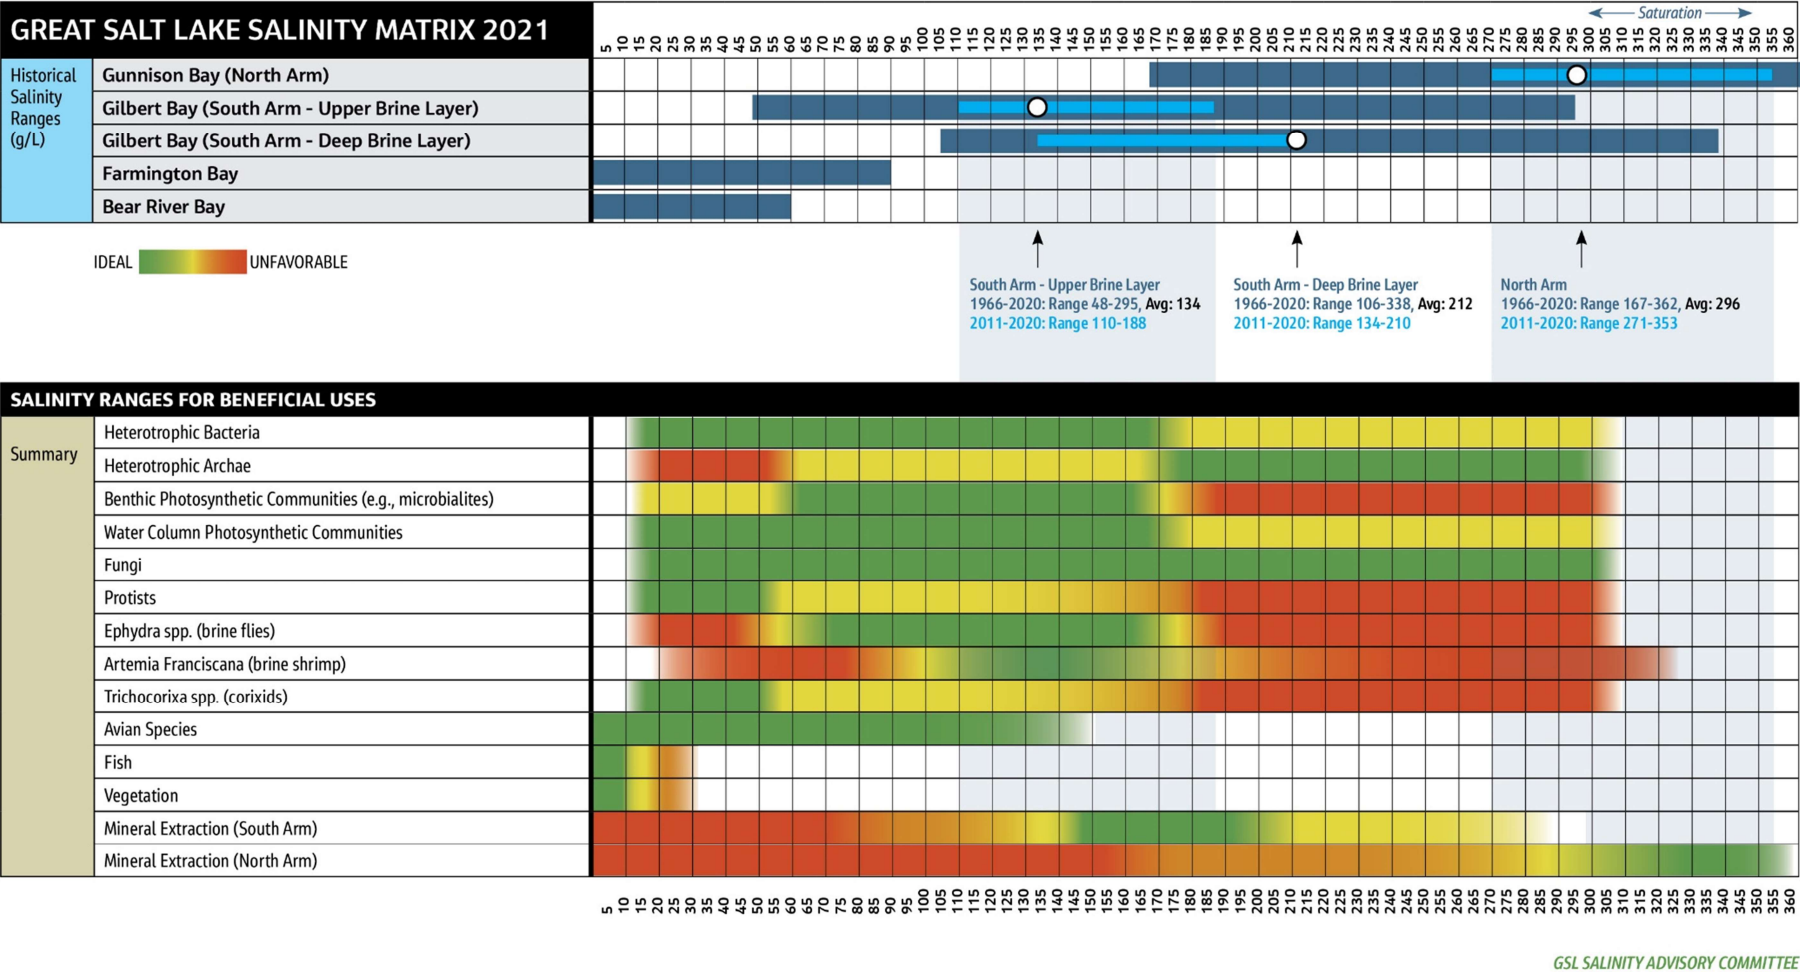 GREAT SALT LAKE SALINITY MATRIX 2021
Saturation
5 10 15 20 25 30 35 40 45 50 55 60 65 70 75 80 85 90 95 100 105 110 115 120 125 130 135 140 145 150 155 160 165 170 175 180 185 190 195 200 205 210 215 220 225 230 235 240 245 250 255 260 265 270 275 280 285 290 295 300 305 310 315 320 325 330 335 340 345 350 355 360
Historical
Salinity
Ranges
(g/L)
Gunnison Bay (North Arm)
Gilbert Bay (South Arm - Upper Brine Layer)
Gilbert Bay (South Arm - Deep Brine Layer)
Farmington Bay
Bear River Bay
IDEAL
UNFAVORABLE
South Arm - Upper Brine Layer
1966-2020: Range 48-295, Avg: 134
2011-2020: Range 110-188
South Arm - Deep Brine Layer
1966-2020: Range 106-338, Avg: 212
2011-2020: Range 134-210
North Arm
1966-2020: Range 167-362, Avg: 296
2011-2020: Range 271-353
SALINITY RANGES FOR BENEFICIAL USES
Summary
Heterotrophic Bacteria
Heterotrophic Archae
Benthic Photosynthetic Communities (e.g., microbialites)
Water Column Photosynthetic Communities
Fungi
Protists
Ephydra spp. (brine flies)
Artemia Franciscana (brine shrimp)
Trichocorixa spp. (corixids)
Avian Species
Fish
Vegetation
Mineral Extraction (South Arm)
Mineral Extraction (North Arm)
5 10 15 20 25 30 35 40 45 50 55 60 65 70 75 80 85 90 95 100 105 110 115 120 125 130 135 140 145 150 155 160 165 170 175 180 185 190 195 200 205 210 215 220 225 230 235 240 245 250 255 260 265 270 275 280 285 290 295 300 305 310 315 320 325 330 335 340 345 350 355 360
GSL SALINITY ADVISORY COMMITTEE